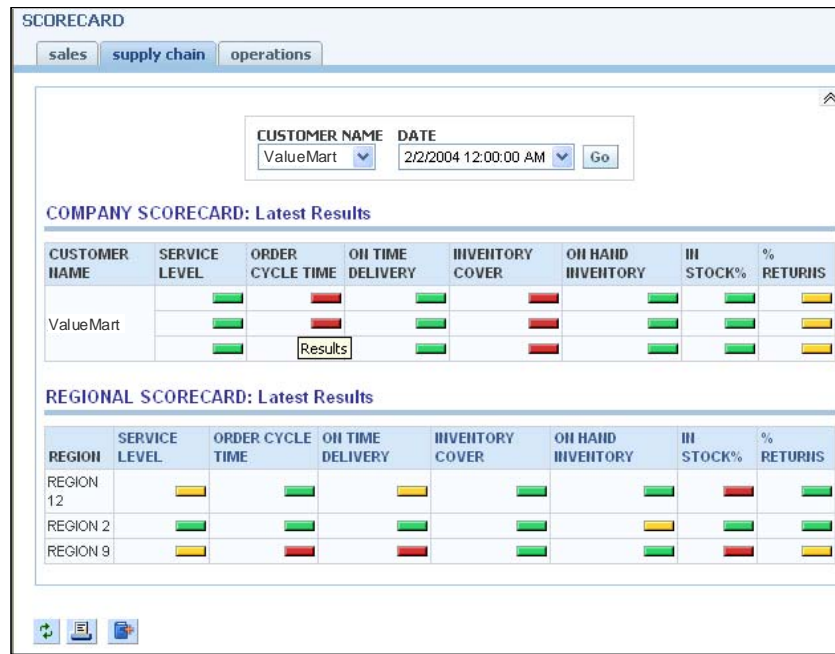 SCORECARD
sales supply chain operations
CUSTOMER NAME DATE
ValueMart 2/2/2004 12:00:00 AM Go
COMPANY SCORECARD: Latest Results
CUSTOMER NAME SERVICE LEVEL ORDER CYCLE TIME ON TIME DELIVERY INVENTORY COVER ON HAND INVENTORY IN STOCK% % RETURNS
ValueMart
Results
REGIONAL SCORECARD: Latest Results
REGION SERVICE LEVEL ORDER CYCLE TIME ON TIME DELIVERY INVENTORY COVER ON HAND INVENTORY IN STOCK% % RETURNS
REGION 12
REGION 2
REGION 9